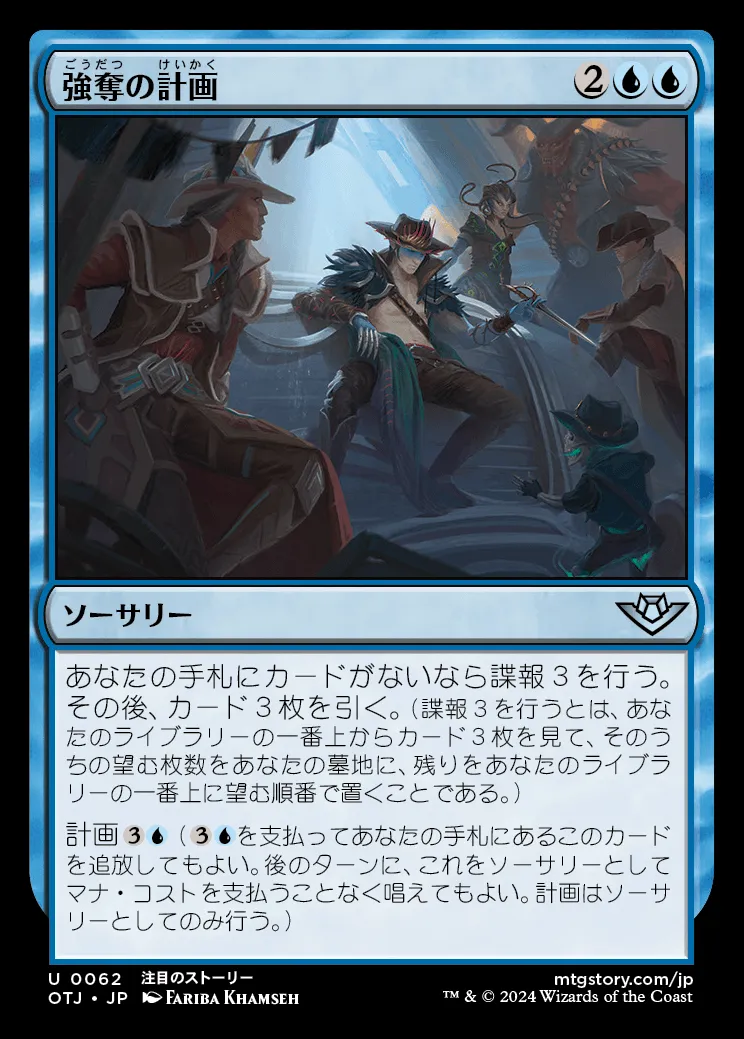 ごうだつ けいかく
強奪の計画 2
ソーサリー
あなたの手札にカードがないなら諜報３を行う。
その後、カード３枚を引く。（諜報３を行うとは、あな
たのライブラリーの一番上からカード３枚を見て、そのう
ちの望む枚数をあなたの墓地に、残りをあなたのライブラ
リーの一番上に望む順番で置くことである。）
計画 3 （ 3 を支払ってあなたの手札にあるこのカード
を追放してもよい。後のターンに、これをソーサリーとして
マナ・コストを支払うことなく唱えてもよい。計画はソーサ
リーとしてのみ行う。）
U 0062 注目のストーリー mtgstory.com/jp
OTJ • JP Fariba Khamseh ™ & © 2024 Wizards of the Coast